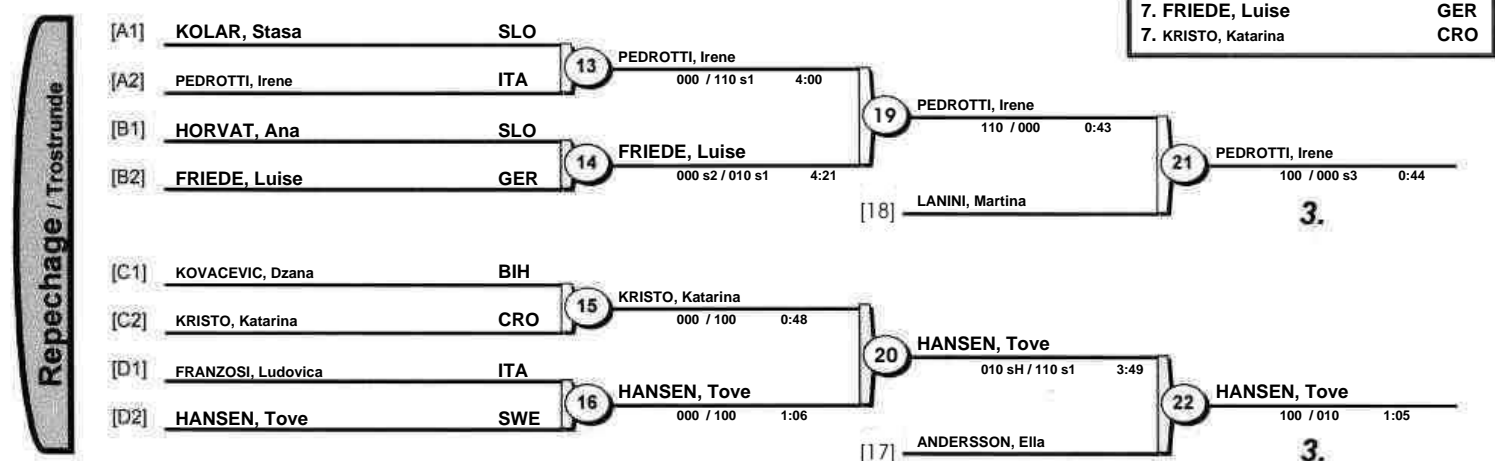 7. FRIEDE, Luise GER
7. KRISTO, Katarina CRO
Repechage / Trostrunde
[A1] KOLAR, Stasa SLO
[A2] PEDROTTI, Irene ITA
13
PEDROTTI, Irene
000 / 110 s1 4:00
[B1] HORVAT, Ana SLO
[B2] FRIEDE, Luise GER
14
FRIEDE, Luise
000 s2 / 010 s1 4:21
19
PEDROTTI, Irene
110 / 000 0:43
[18] LANINI, Martina
21
PEDROTTI, Irene
100 / 000 s3 0:44
3.
[C1] KOVACEVIC, Dzana BIH
[C2] KRISTO, Katarina CRO
15
KRISTO, Katarina
000 / 100 0:48
[D1] FRANZOSI, Ludovica ITA
[D2] HANSEN, Tove SWE
16
HANSEN, Tove
000 / 100 1:06
20
HANSEN, Tove
010 sH / 110 s1 3:49
[17] ANDERSSON, Ella
22
HANSEN, Tove
100 / 010 1:05
3.